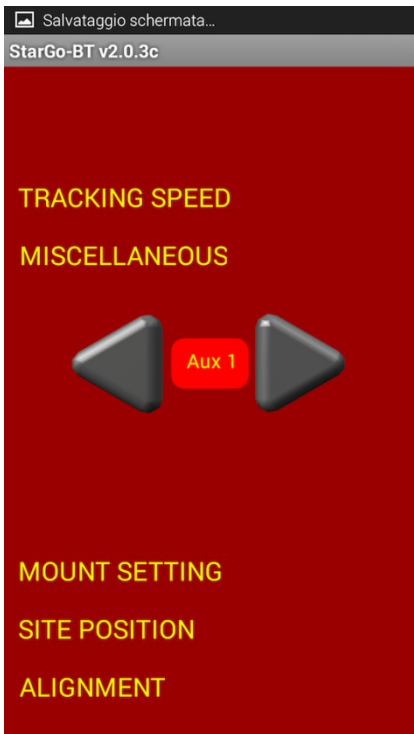 Salvataggio schermata...
StarGo-BT v2.0.3c
TRACKING SPEED
MISCELLANEOUS
Aux 1
MOUNT SETTING
SITE POSITION
ALIGNMENT